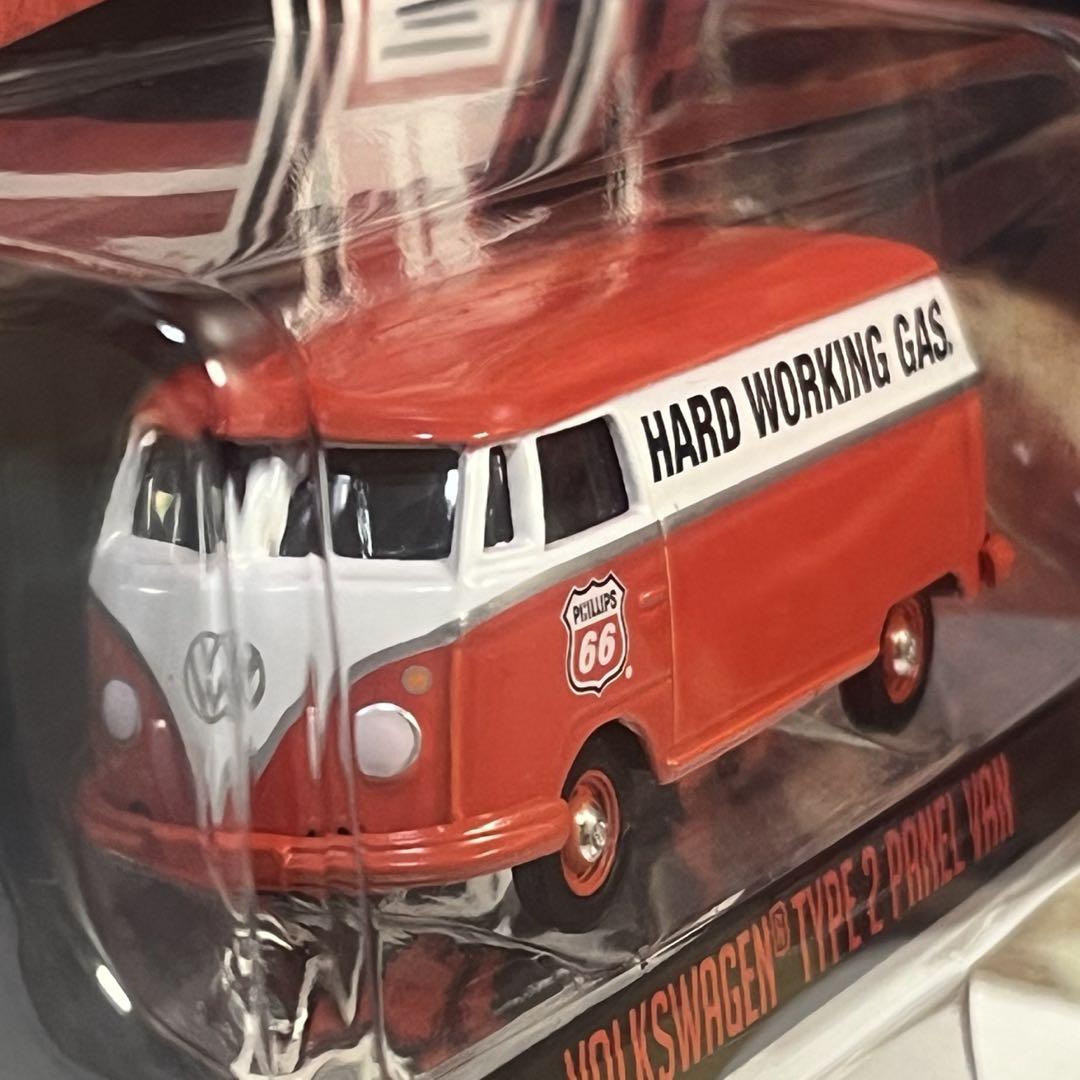 HARD WORKING GAS.
PHILLIPS
66®
VOLKSWAGEN® TYPE 2 PANEL VAN